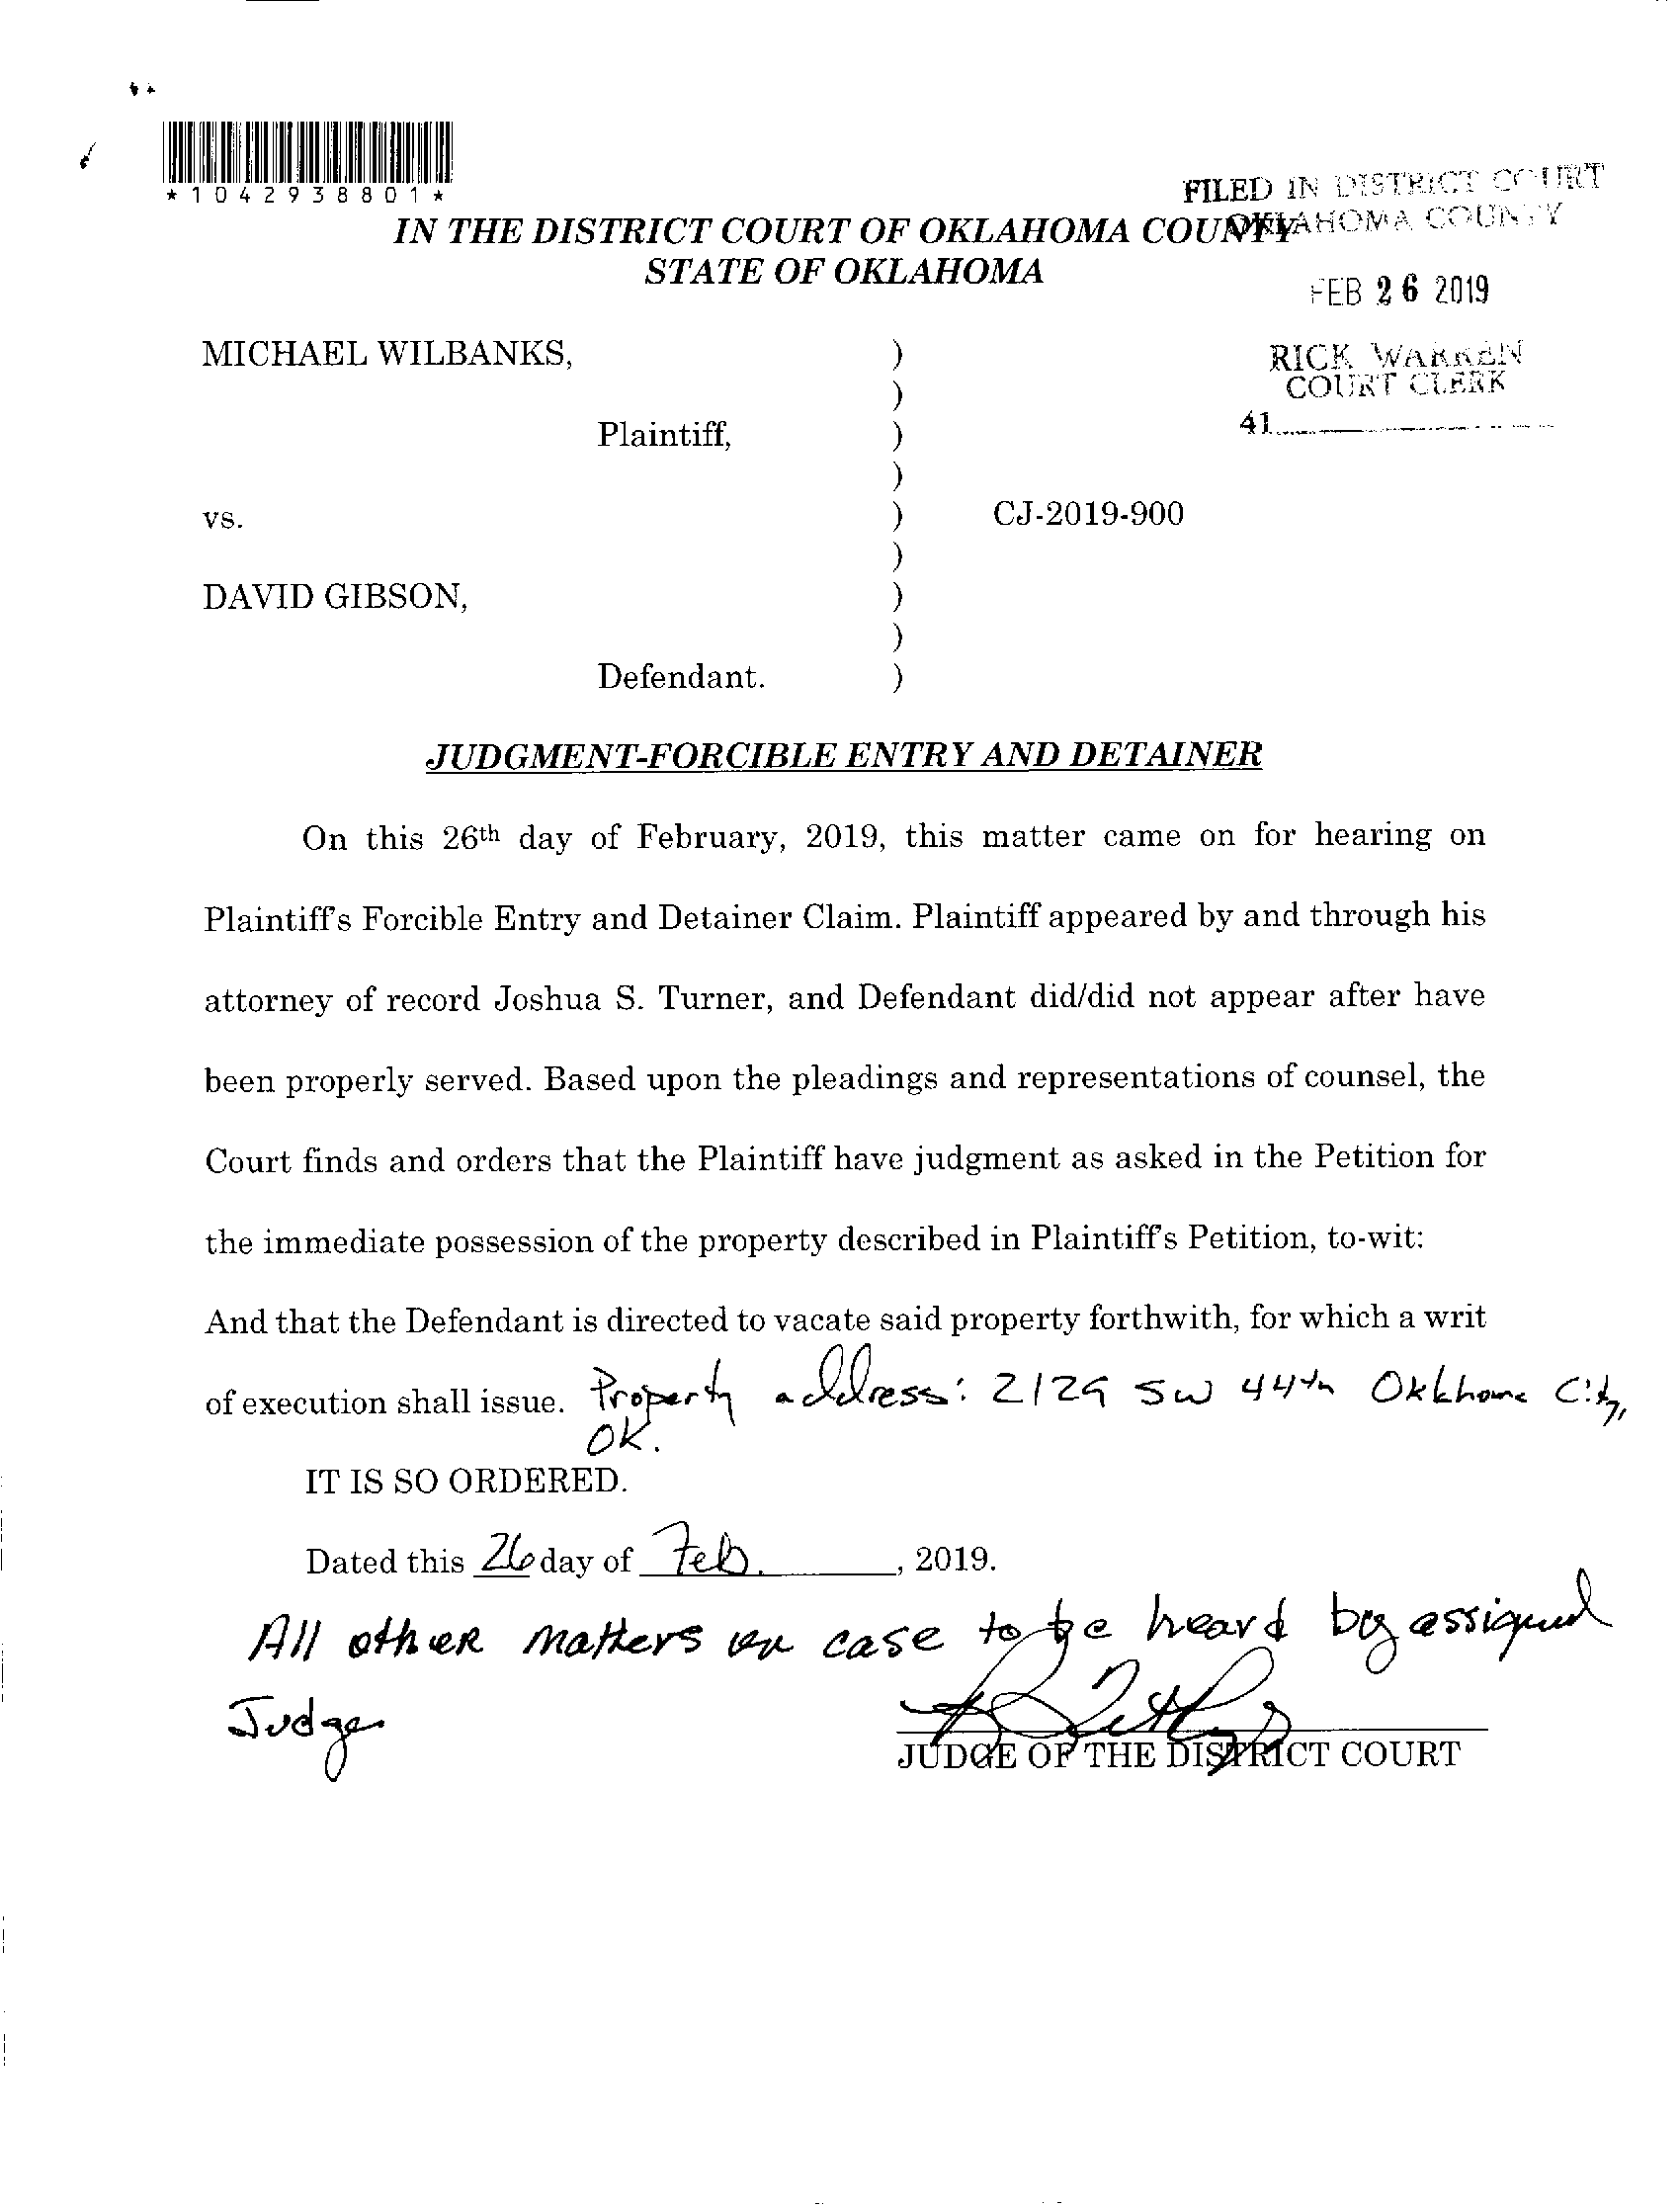 *1042938801*
FILED IN DISTRICT COURT
OKLAHOMA COUNTY
IN THE DISTRICT COURT OF OKLAHOMA COUNTY
STATE OF OKLAHOMA
FEB 26 2019
MICHAEL WILBANKS, )
RICK WARREN
)
COURT CLERK
Plaintiff, )
41
)
vs. ) CJ-2019-900
)
DAVID GIBSON, )
)
Defendant. )
JUDGMENT-FORCIBLE ENTRY AND DETAINER
On this 26th day of February, 2019, this matter came on for hearing on
Plaintiff's Forcible Entry and Detainer Claim. Plaintiff appeared by and through his
attorney of record Joshua S. Turner, and Defendant did/did not appear after have
been properly served. Based upon the pleadings and representations of counsel, the
Court finds and orders that the Plaintiff have judgment as asked in the Petition for
the immediate possession of the property described in Plaintiff's Petition, to-wit:
And that the Defendant is directed to vacate said property forthwith, for which a writ
of execution shall issue. Property address: 2129 SW 44th Oklahoma City,
OK.
IT IS SO ORDERED.
Dated this 26 day of Feb. , 2019.
All other matters in case to be heard by assigned
Judge
JUDGE OF THE DISTRICT COURT